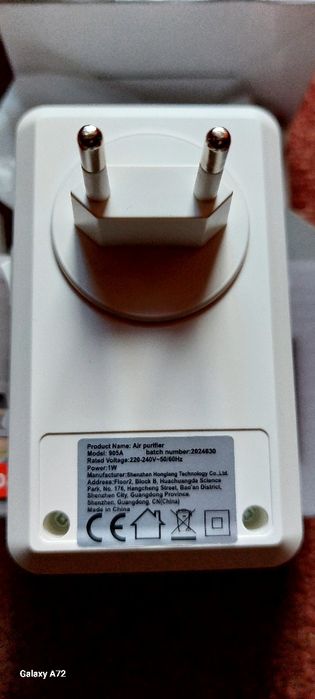 Product Name: Air purifier
Model: 905A batch number:2024630
Rated Voltage:220-240V~50/60Hz
Power:1W
Manufacturer:Shenzhen Hongiang Technology Co.,Ltd.
Address:Floor2, Block B, Huachuangda Science
Park, No. 176, Hangcheng Street, Bao'an District,
Shenzhen City, Guangdong Province.
Shenzhen, Guangdong, CN(China)
Made in China
CE
Galaxy A72